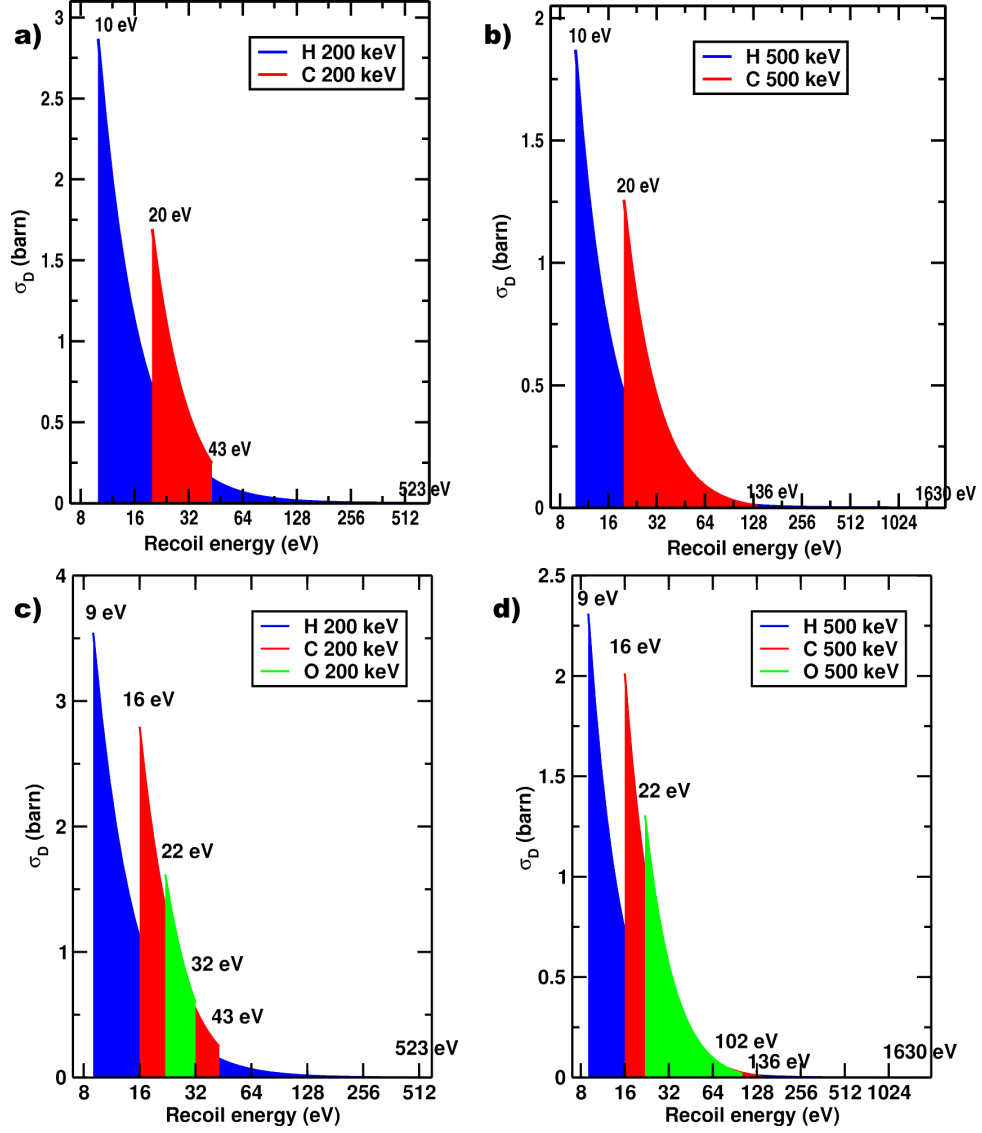 a)
10 eV
H 200 keV
C 200 keV
20 eV
43 eV
523 eV
3
2.5
2
1.5
1
0.5
0
σD (barn)
8 16 32 64 128 256 512
Recoil energy (eV)
b)
10 eV
H 500 keV
C 500 keV
20 eV
136 eV
1630 eV
2
1.5
1
0.5
0
σD (barn)
8 16 32 64 128 256 512 1024
Recoil energy (eV)
c)
9 eV
H 200 keV
C 200 keV
O 200 keV
16 eV
22 eV
32 eV
43 eV
523 eV
4
3
2
1
0
σD (barn)
8 16 32 64 128 256 512
Recoil energy (eV)
d)
9 eV
H 500 keV
C 500 keV
O 500 keV
16 eV
22 eV
102 eV
136 eV
1630 eV
2.5
2
1.5
1
0.5
0
σD (barn)
8 16 32 64 128 256 512 1024
Recoil energy (eV)